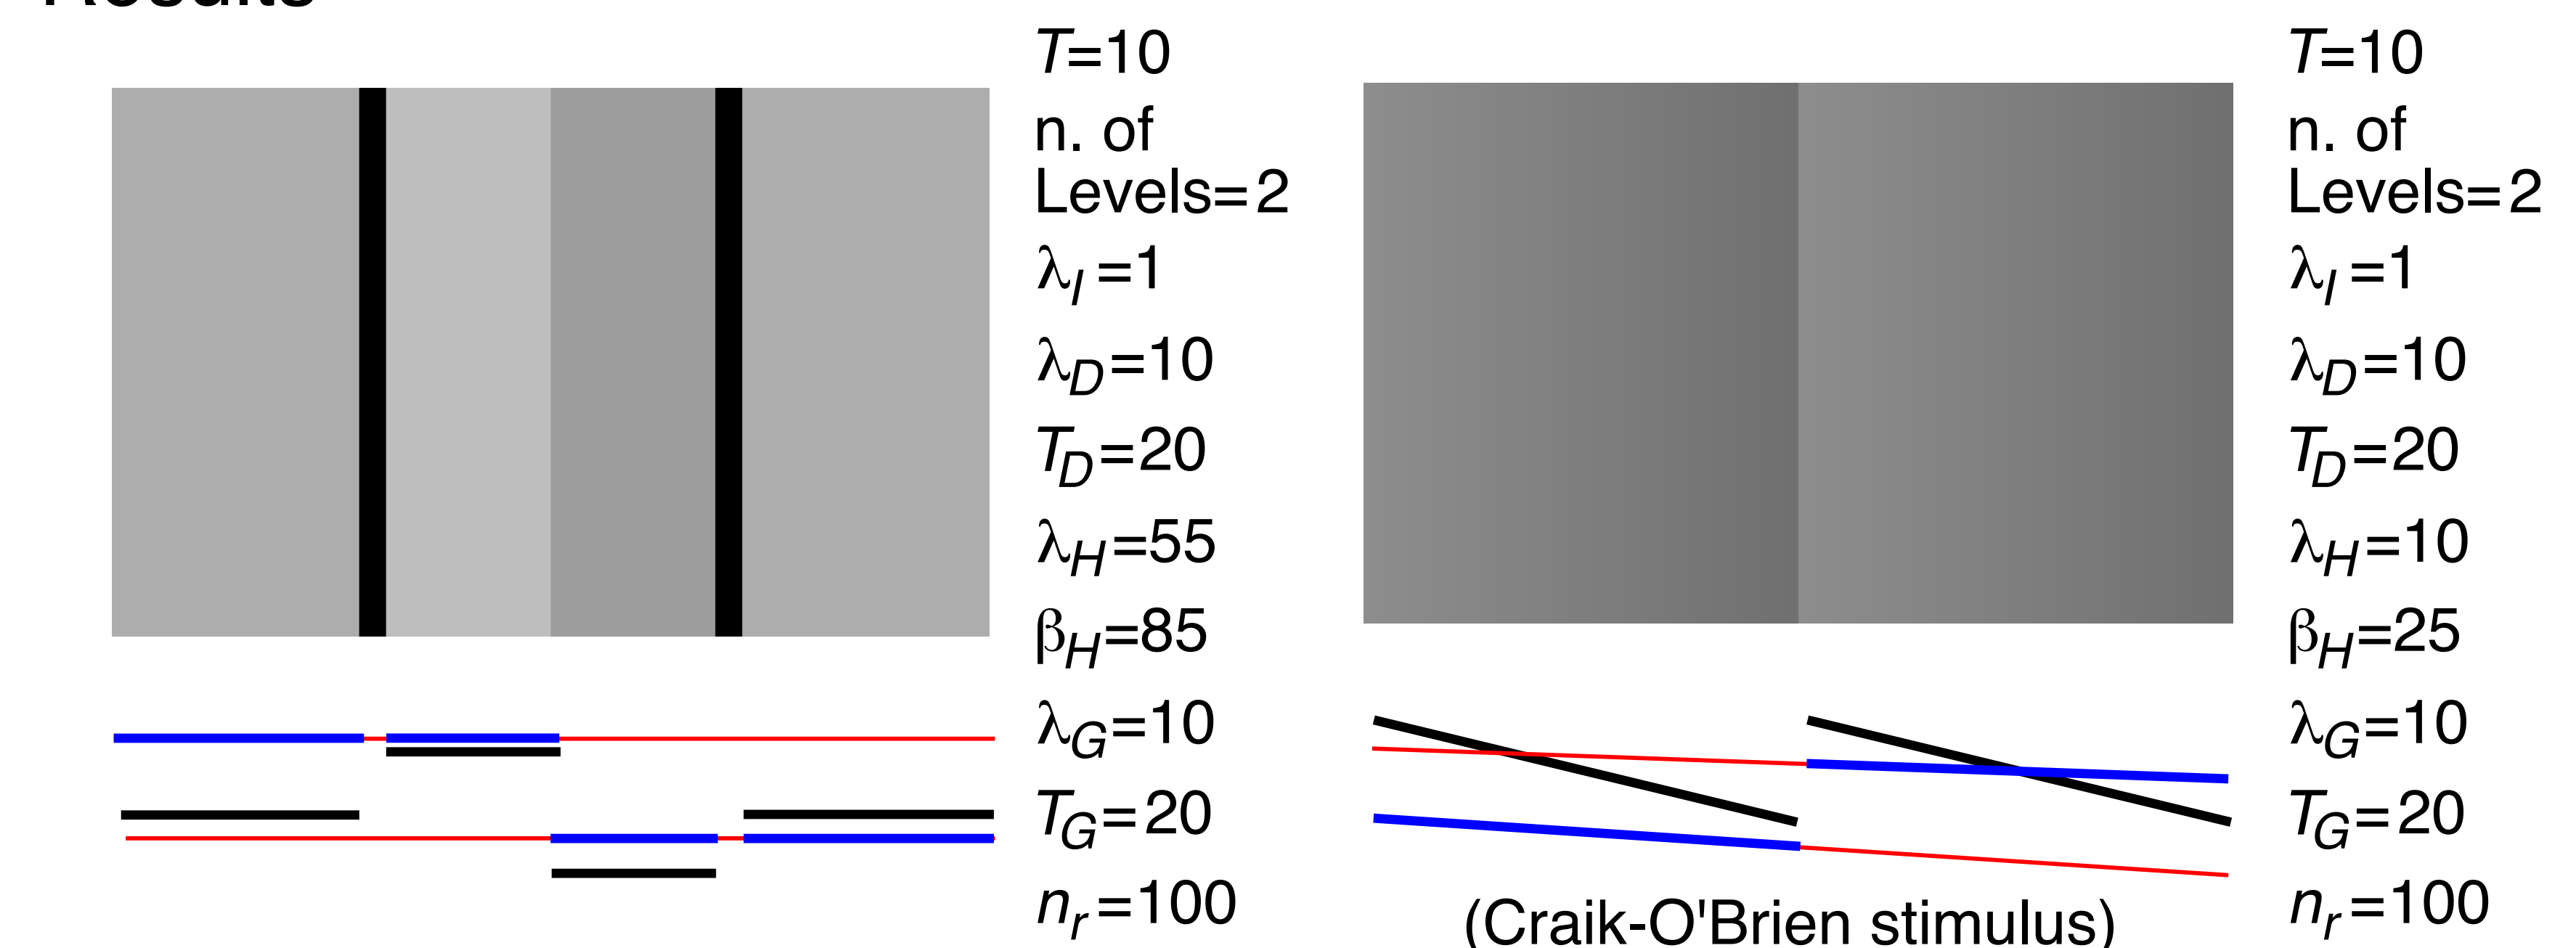 Results
T=10
n. of
Levels=2
λI=1
λD=10
TD=20
λH=55
βH=85
λG=10
TG=20
nr=100
T=10
n. of
Levels=2
λI=1
λD=10
TD=20
λH=10
βH=25
λG=10
TG=20
nr=100
(Craik-O'Brien stimulus)